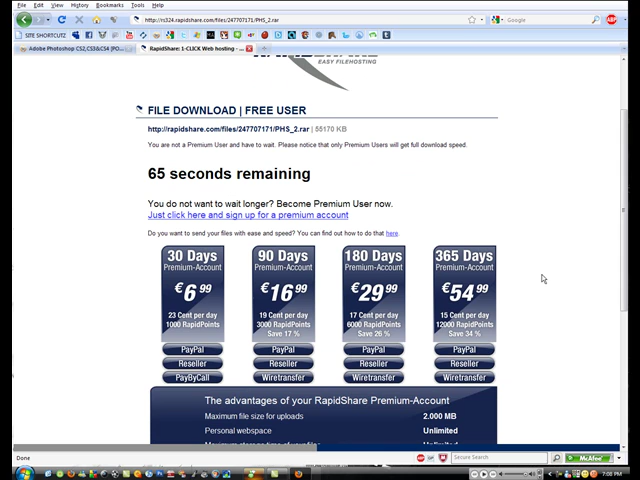 File Edit View History Bookmarks Tools Help
http://rs324.rapidshare.com/files/247707171/PHS_2.rar
Google
SITE SHORTCUTZ
Adobe Photoshop CS2,CS3&CS4 [PO...
RapidShare: 1-CLICK Web hosting - ...
EASY FILEHOSTING
FILE DOWNLOAD | FREE USER
http://rapidshare.com/files/247707171/PHS_2.rar | 55170 KB
You are not a Premium User and have to wait. Please notice that only Premium Users will get full download speed.
65 seconds remaining
You do not want to wait longer? Become Premium User now.
Just click here and sign up for a premium account
Do you want to send your files with ease and speed? You can find out how to do that here.
30 Days 90 Days 180 Days 365 Days
Premium-Account Premium-Account Premium-Account Premium-Account
€6.99 €16.99 €29.99 €54.99
23 Cent per day 19 Cent per day 17 Cent per day 15 Cent per day
1000 RapidPoints 3000 RapidPoints 6000 RapidPoints 12000 RapidPoints
Save 17 % Save 26 % Save 34 %
PayPal PayPal PayPal PayPal
Reseller Reseller Reseller Reseller
PayByCall Wiretransfer Wiretransfer Wiretransfer
The advantages of your RapidShare Premium-Account
Maximum file size for uploads 2.000 MB
Personal webspace Unlimited
Done
Secure Search
McAfee
7:08 PM